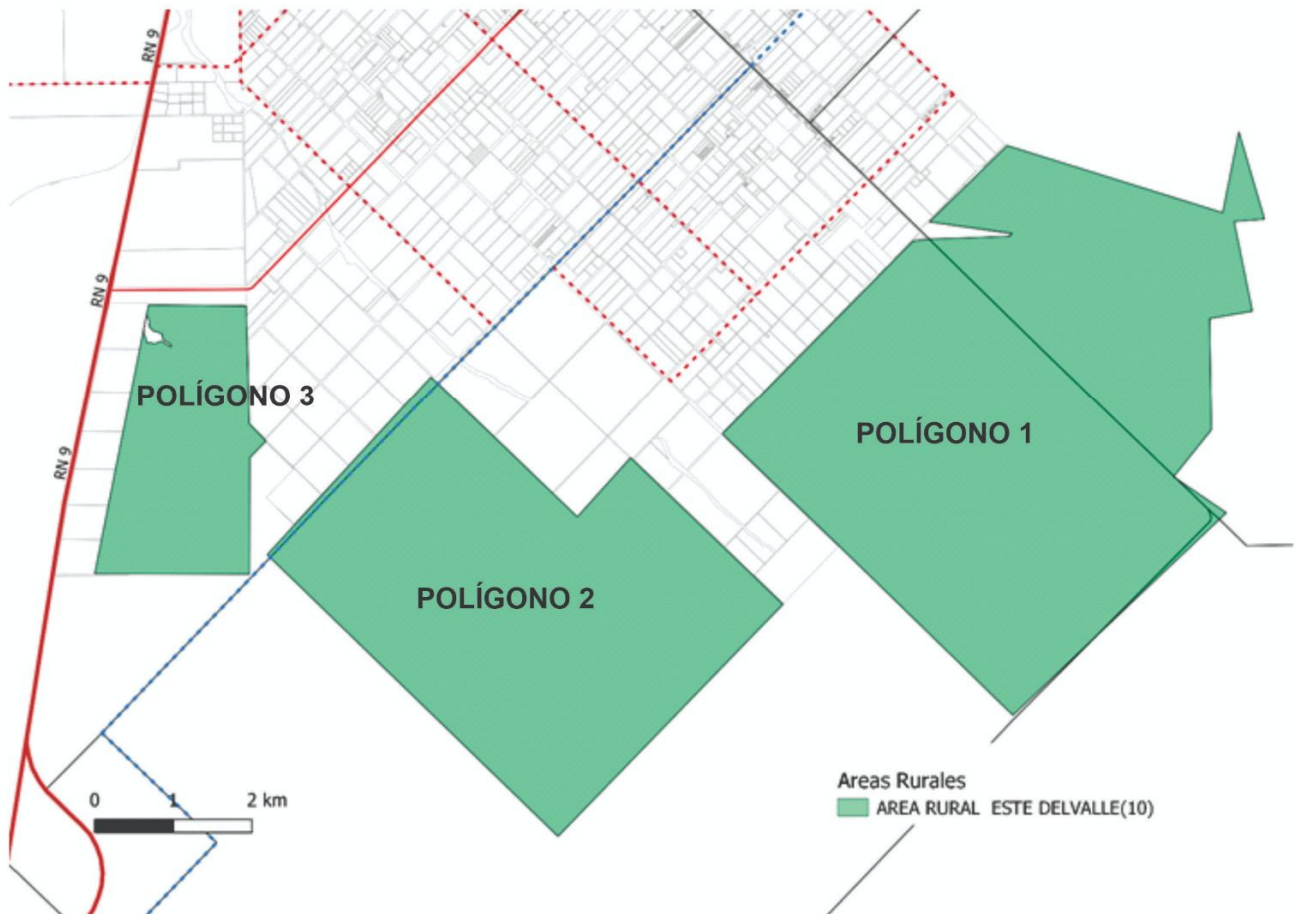 RN 9
RN 9
POLÍGONO 3
POLÍGONO 1
RN 9
POLÍGONO 2
Areas Rurales
AREA RURAL ESTE DELVALLE(10)
0 1 2 km